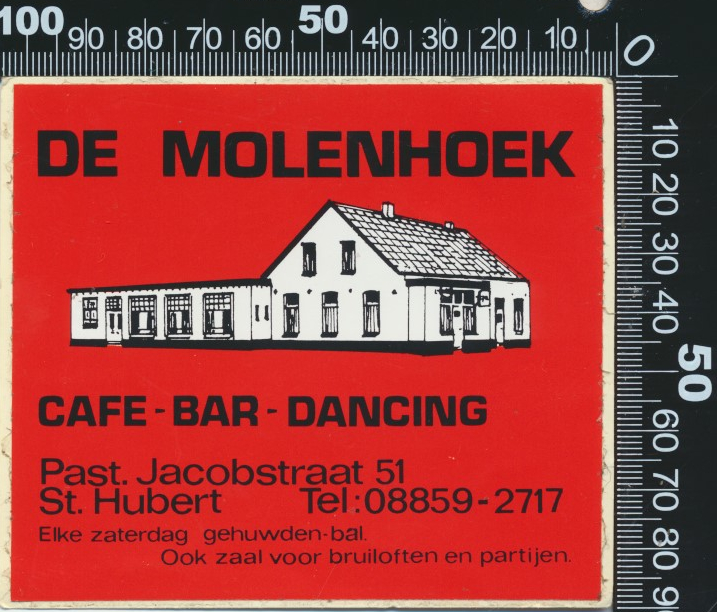 100 90 80 70 60 50 40 30 20 10 0
10 20 30 40 50 60 70 80 9
DE MOLENHOEK
CAFE - BAR - DANCING
Past. Jacobstraat 51
St. Hubert Tel: 08859-2717
Elke zaterdag gehuwden-bal.
Ook zaal voor bruiloften en partijen.